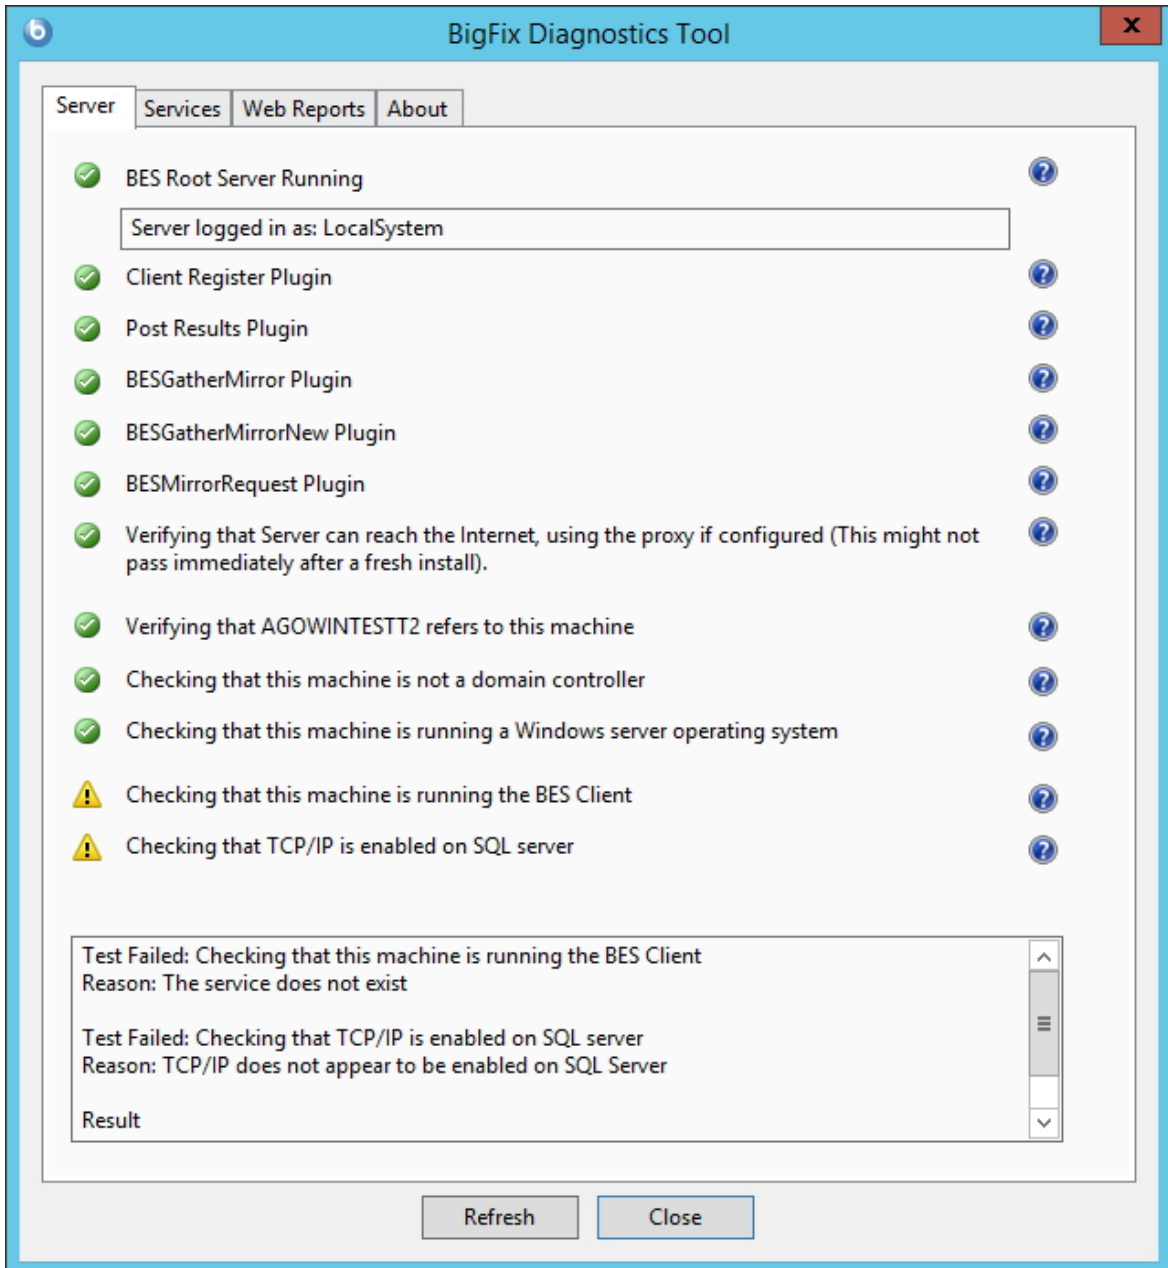 BigFix Diagnostics Tool
Server
Services
Web Reports
About
BES Root Server Running
Server logged in as: LocalSystem
Client Register Plugin
Post Results Plugin
BESGatherMirror Plugin
BESGatherMirrorNew Plugin
BESMirrorRequest Plugin
Verifying that Server can reach the Internet, using the proxy if configured (This might not
pass immediately after a fresh install).
Verifying that AGOWINTESTT2 refers to this machine
Checking that this machine is not a domain controller
Checking that this machine is running a Windows server operating system
Checking that this machine is running the BES Client
Checking that TCP/IP is enabled on SQL server
Test Failed: Checking that this machine is running the BES Client
Reason: The service does not exist
Test Failed: Checking that TCP/IP is enabled on SQL server
Reason: TCP/IP does not appear to be enabled on SQL Server
Result
Refresh
Close